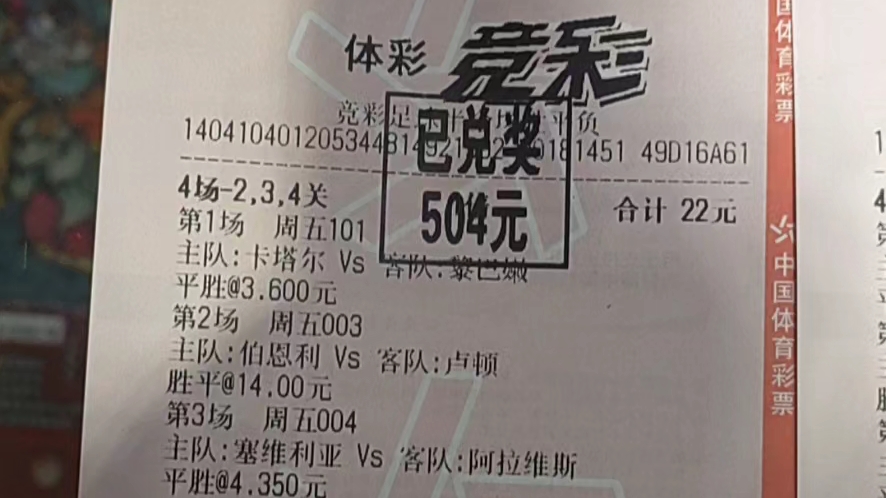 体彩 竞彩
竞彩足
已兑奖
504元
49D16A61
4场-2,3,4关
合计 22元
第1场 周五101
主队:卡塔尔 Vs 客队:黎巴嫩
平胜@3.600元
第2场 周五003
主队:伯恩利 Vs 客队:卢顿
胜平@14.00元
第3场 周五004
主队:塞维利亚 Vs 客队:阿拉维斯
平胜@4.350元
国体育彩票
中国体育彩票